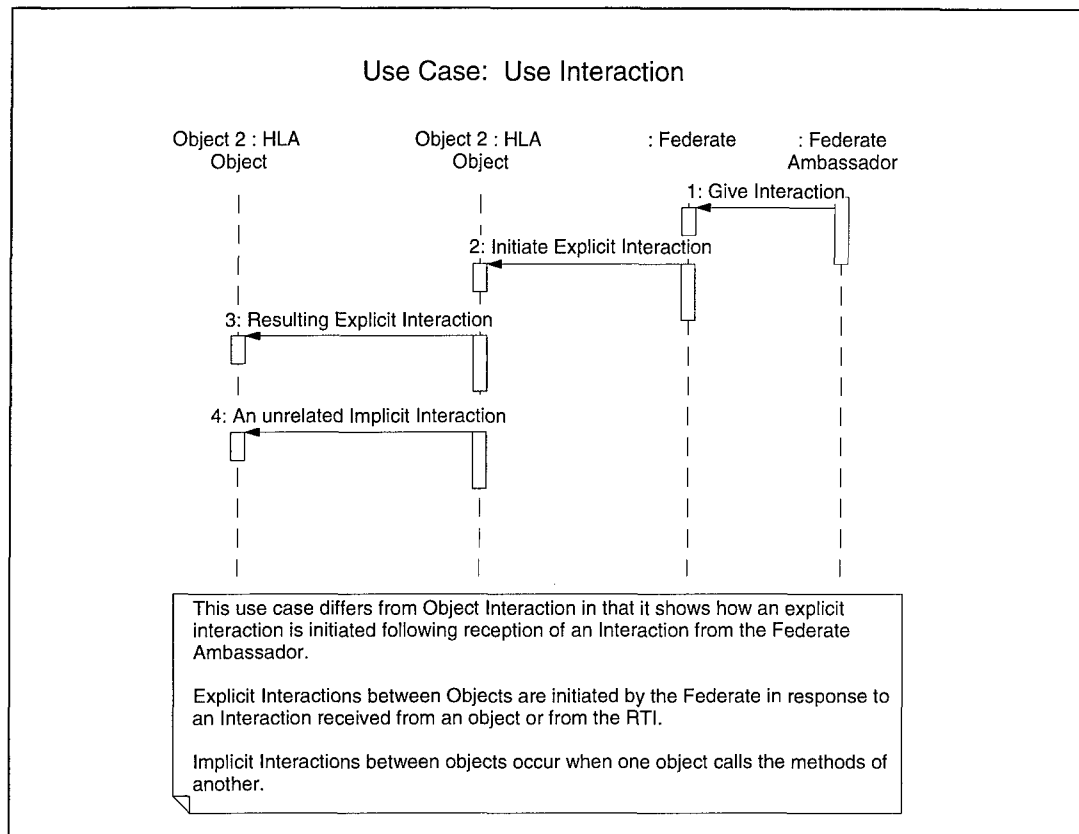 Use Case: Use Interaction
Object 2 : HLA
Object
Object 2 : HLA
Object
: Federate
: Federate
Ambassador
1: Give Interaction
2: Initiate Explicit Interaction
3: Resulting Explicit Interaction
4: An unrelated Implicit Interaction
This use case differs from Object Interaction in that it shows how an explicit
interaction is initiated following reception of an Interaction from the Federate
Ambassador.
Explicit Interactions between Objects are initiated by the Federate in response to
an Interaction received from an object or from the RTI.
Implicit Interactions between objects occur when one object calls the methods of
another.